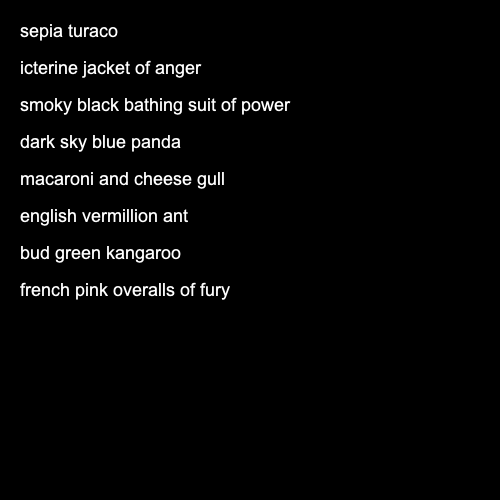 sepia turaco
icterine jacket of anger
smoky black bathing suit of power
dark sky blue panda
macaroni and cheese gull
english vermillion ant
bud green kangaroo
french pink overalls of fury